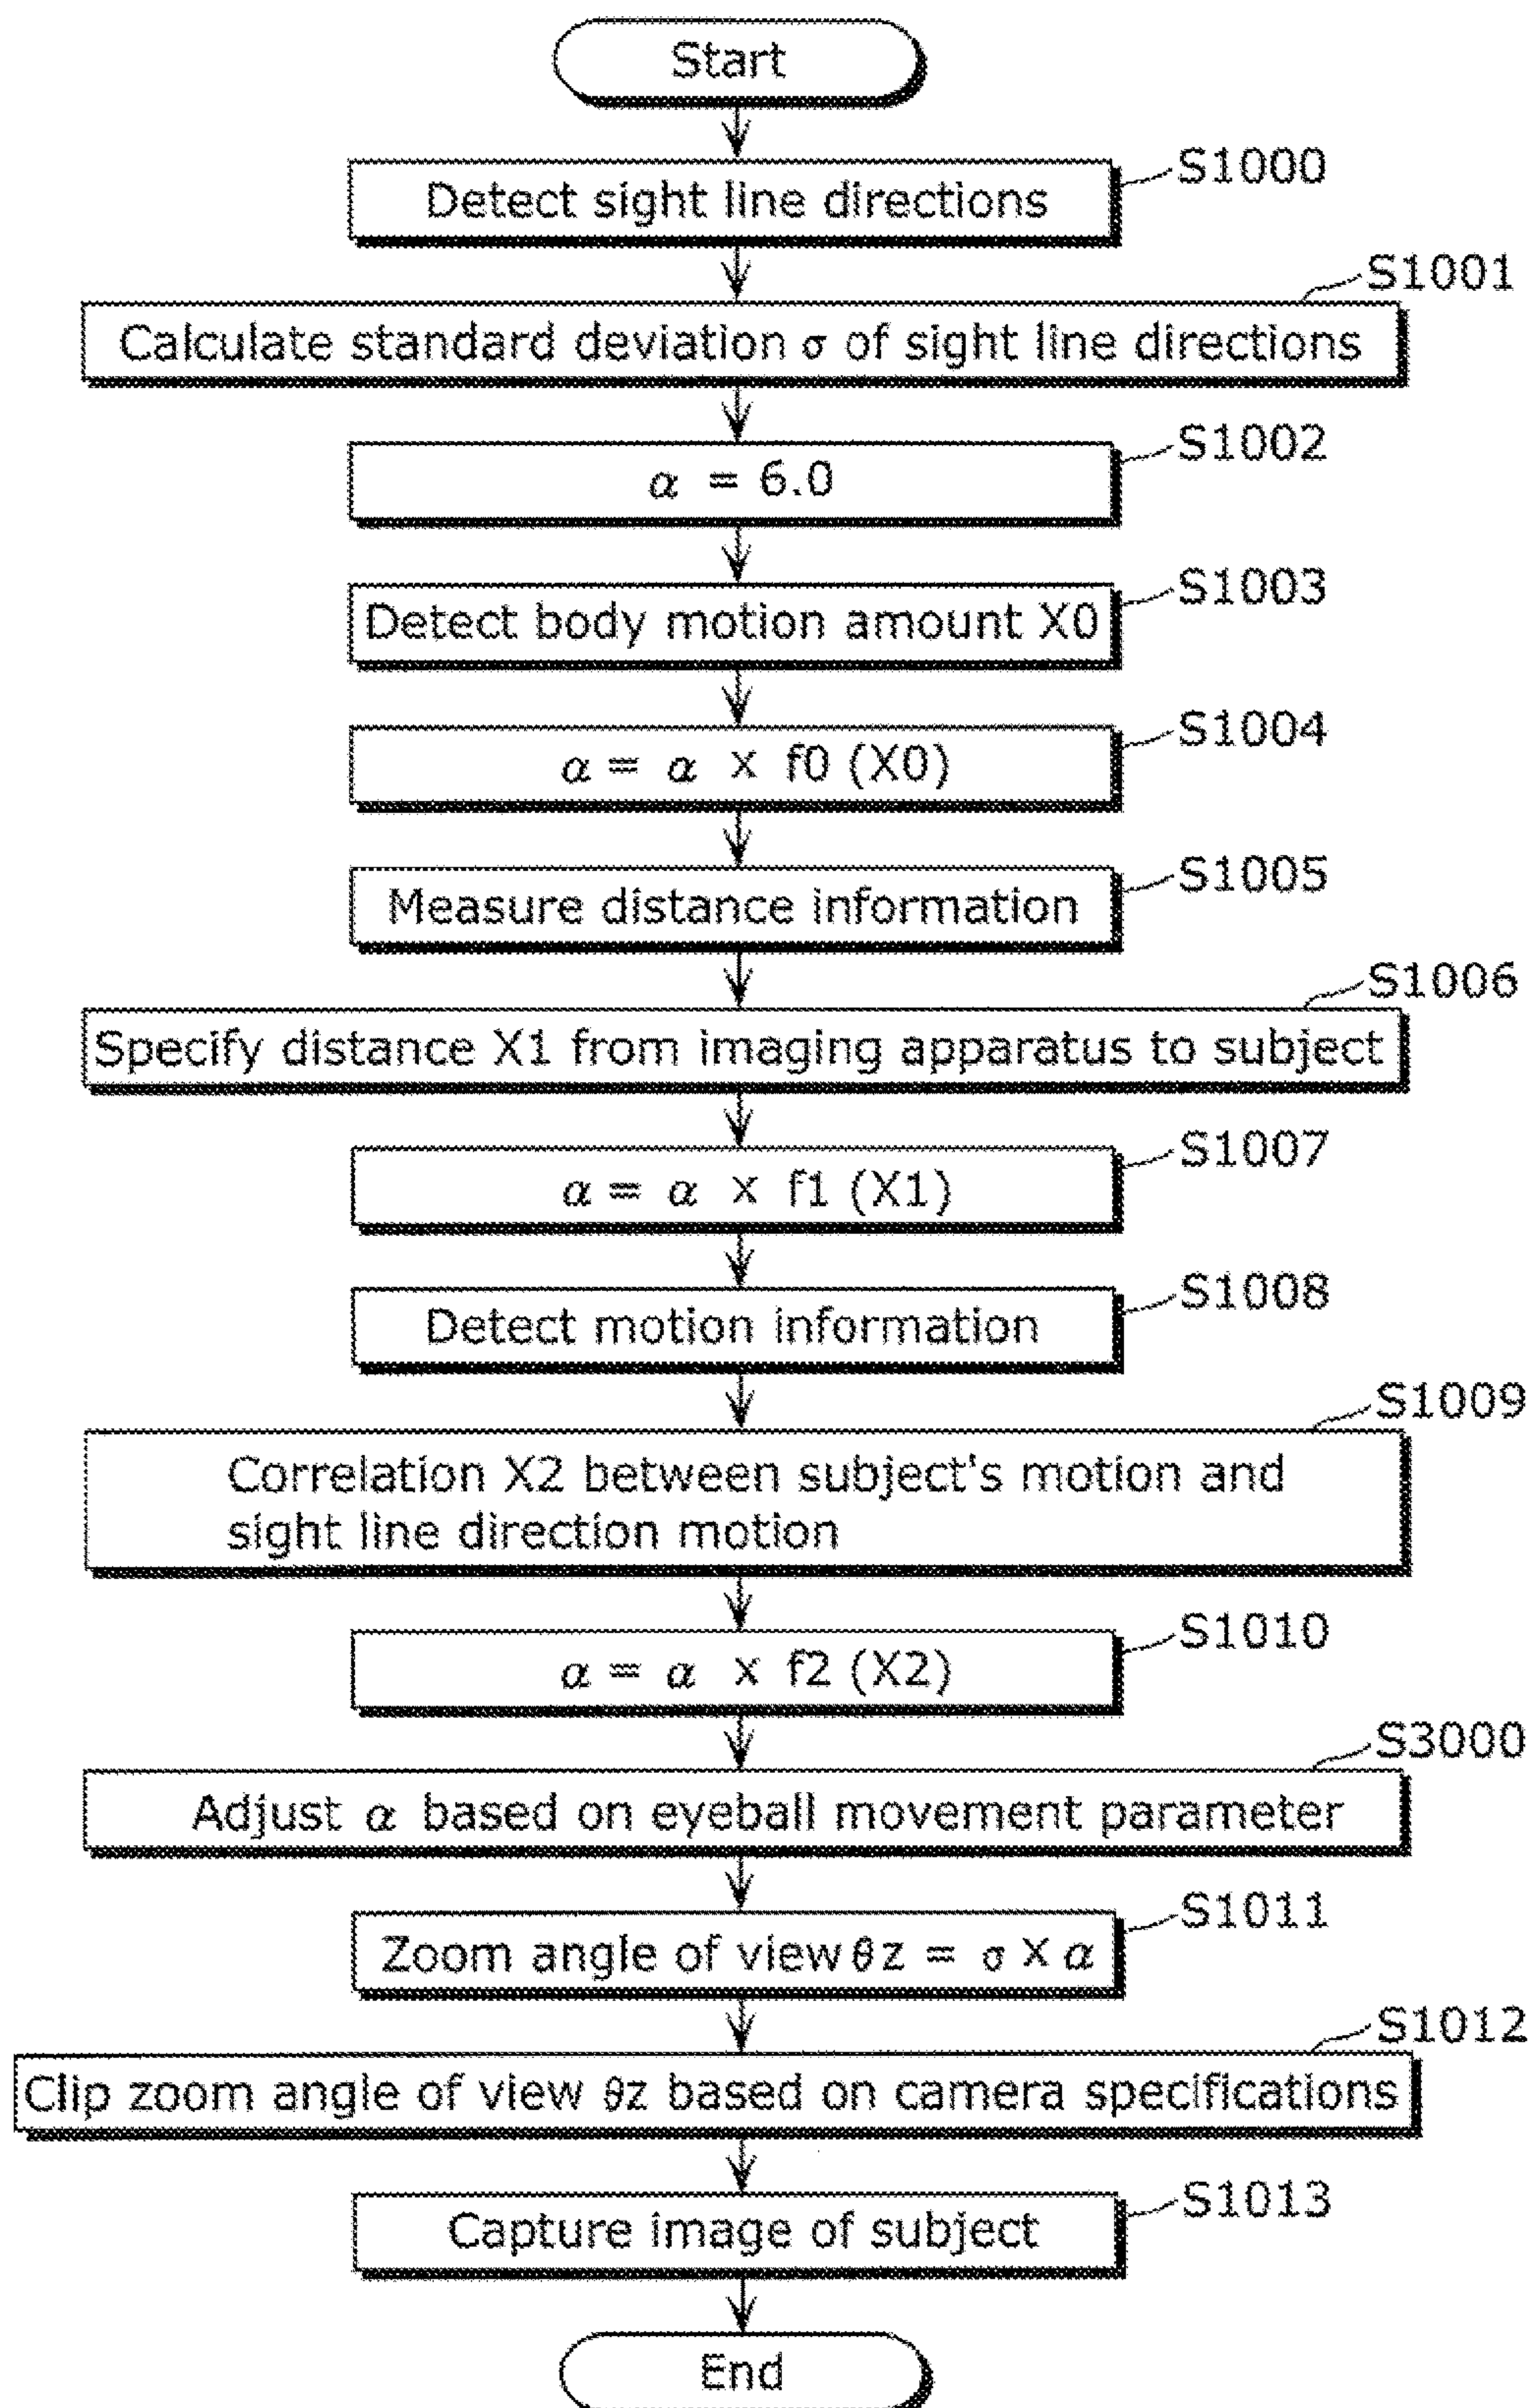 Start
S1000
Detect sight line directions
S1001
Calculate standard deviation σ of sight line directions
S1002
α = 6.0
S1003
Detect body motion amount X0
S1004
α = α × f0 (X0)
S1005
Measure distance information
S1006
Specify distance X1 from imaging apparatus to subject
S1007
α = α × f1 (X1)
S1008
Detect motion information
S1009
Correlation X2 between subject's motion and
sight line direction motion
S1010
α = α × f2 (X2)
S3000
Adjust α based on eyeball movement parameter
S1011
Zoom angle of view θz = σ × α
S1012
Clip zoom angle of view θz based on camera specifications
S1013
Capture image of subject
End